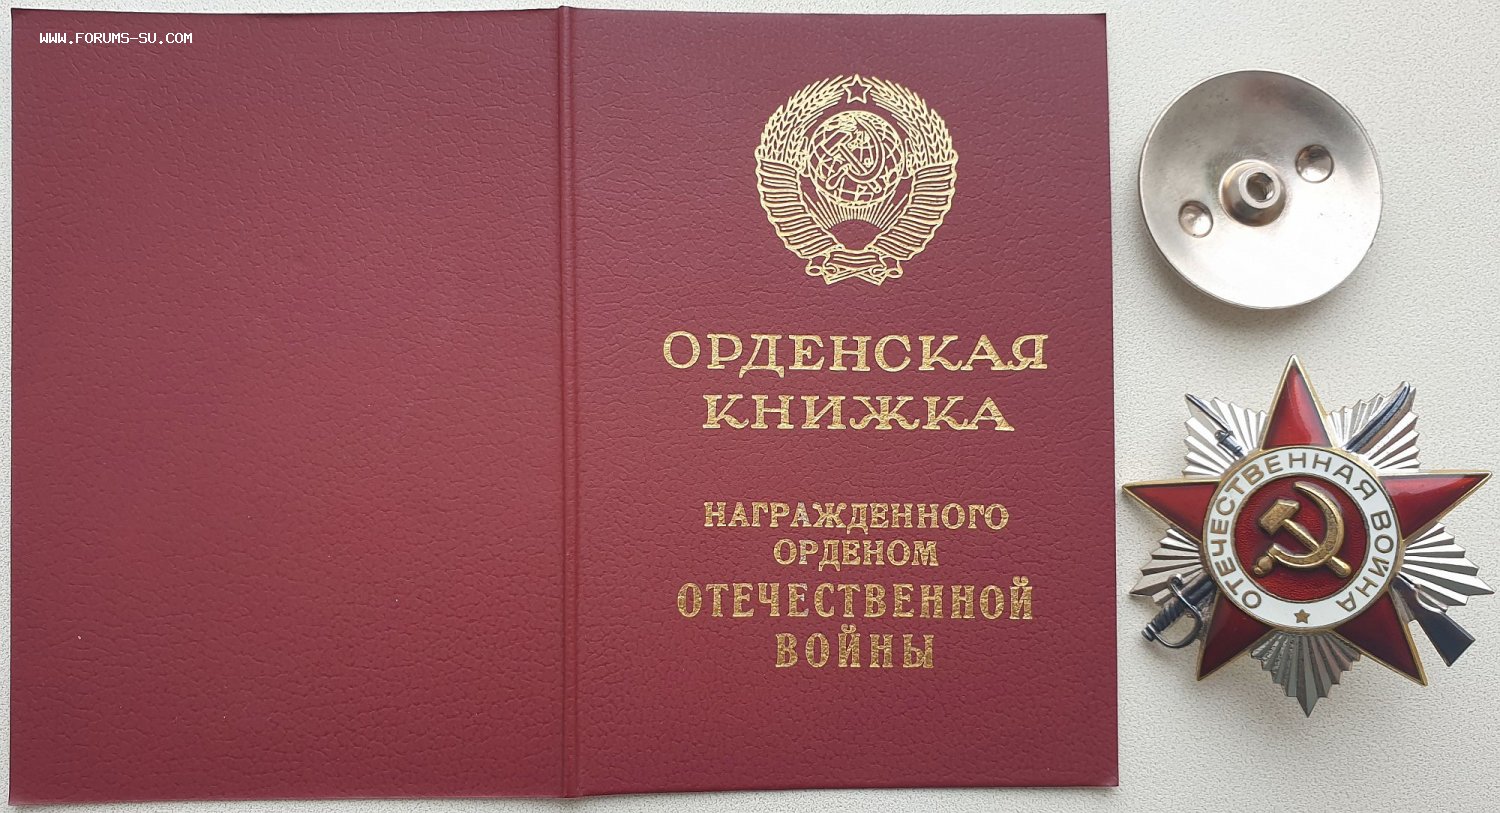 WWW.FORUMS-SU.COM
ОРДЕНСКАЯ
КНИЖКА
НАГРАЖДЕННОГО
ОРДЕНОМ
ОТЕЧЕСТВЕННОЙ
ВОЙНЫ
ОТЕЧЕСТВЕННАЯ ВОЙНА